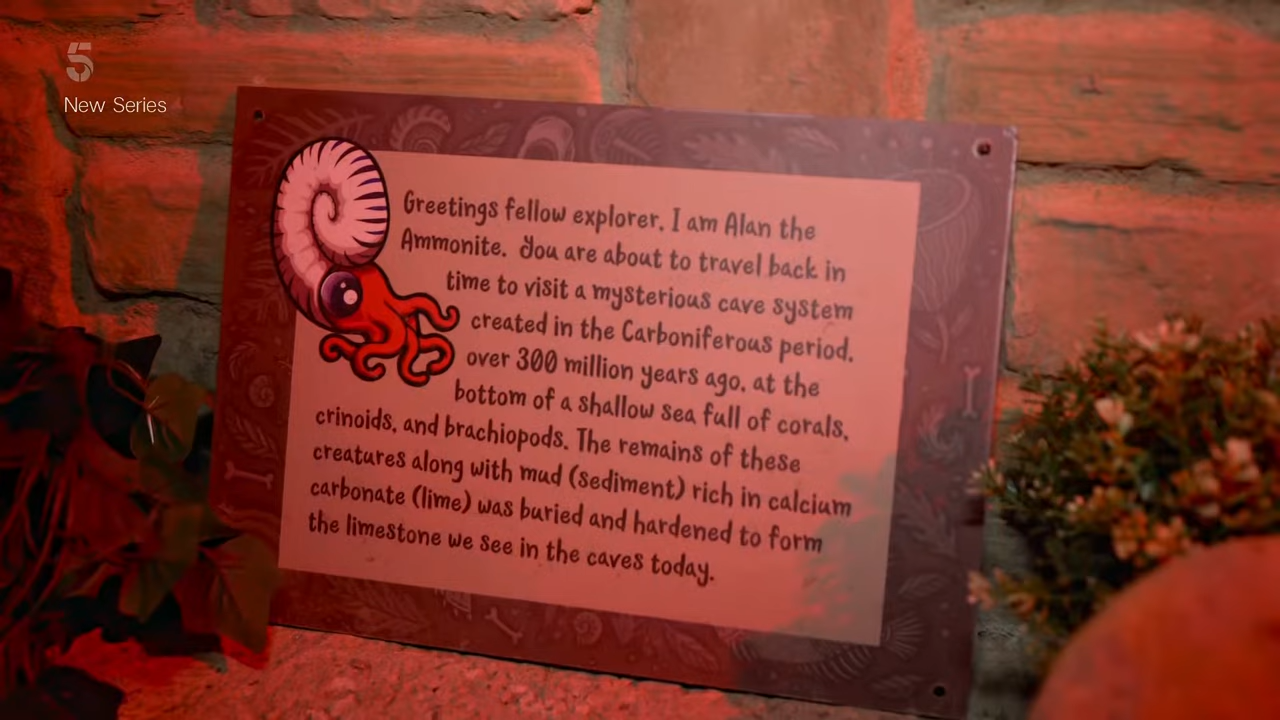 5
New Series
Greetings fellow explorer, I am Alan the
Ammonite. You are about to travel back in
time to visit a mysterious cave system
created in the Carboniferous period,
over 300 million years ago, at the
bottom of a shallow sea full of corals,
crinoids, and brachiopods. The remains of these
creatures along with mud (sediment) rich in calcium
carbonate (lime) was buried and hardened to form
the limestone we see in the caves today.